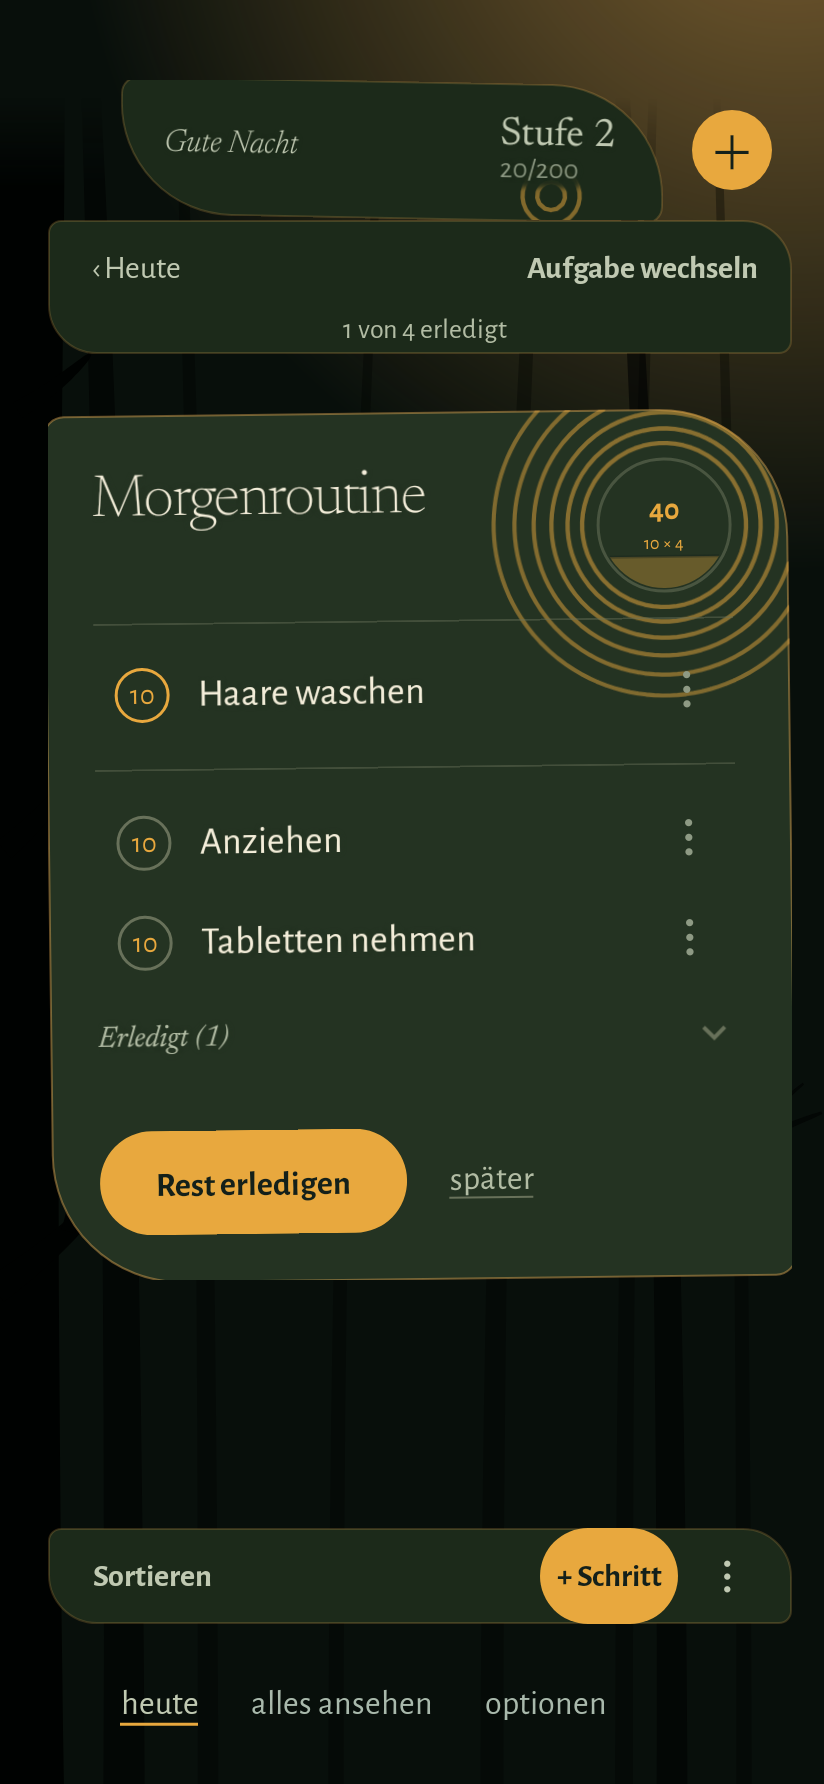 Gute Nacht
Stufe 2
20/200
+
‹ Heute
Aufgabe wechseln
1 von 4 erledigt
Morgenroutine
40
10 × 4
10 Haare waschen
10 Anziehen
10 Tabletten nehmen
Erledigt (1)
Rest erledigen
später
Sortieren
+ Schritt
heute
alles ansehen
optionen